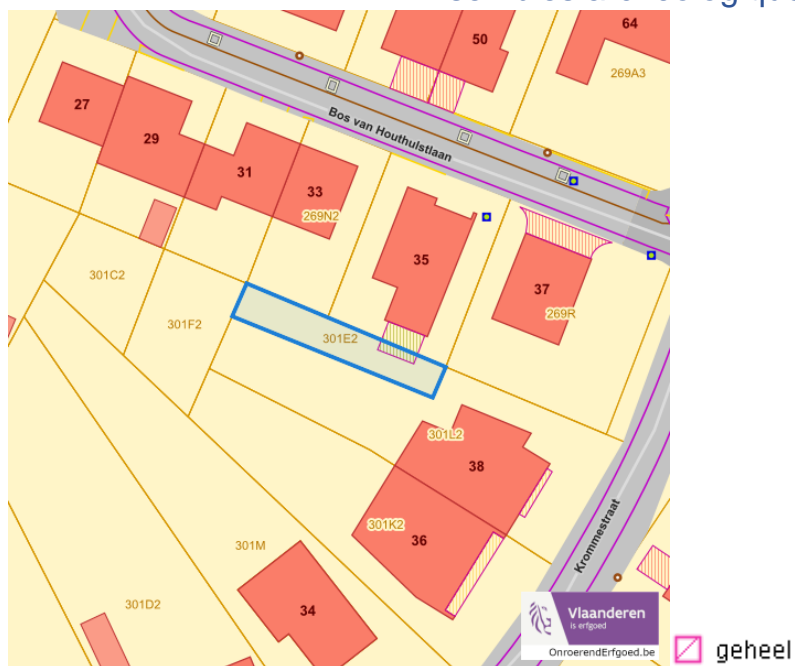 50
64
269A3
27
29
31
33
269N2
Bos van Houthulstlaan
35
37
269R
301C2
301F2
301E2
301L2
38
301K2
36
301M
301D2
34
Krommestraat
Vlaanderen
is erfgoed
OnroerendErfgoed.be
geheel